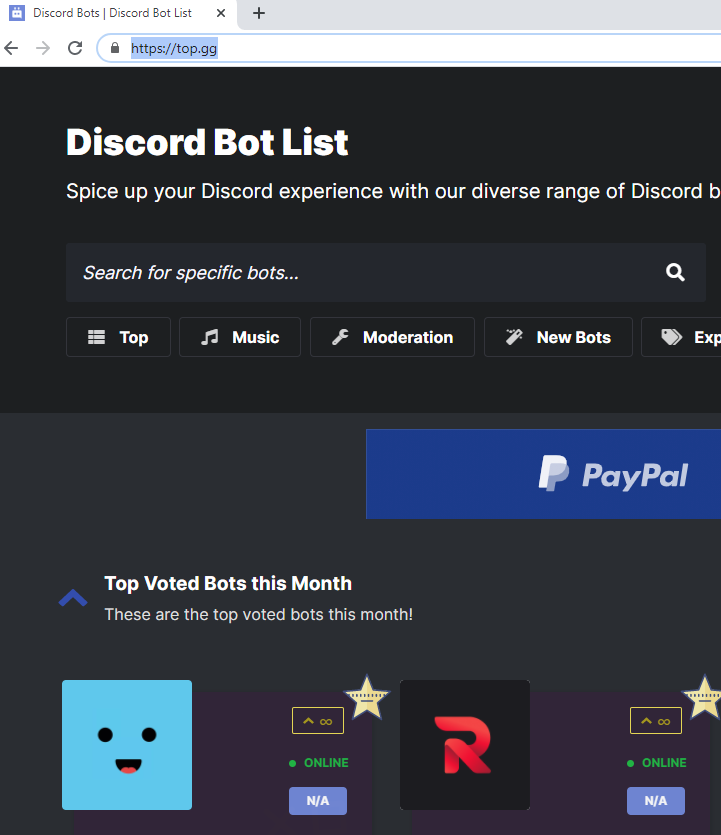 Discord Bots | Discord Bot List
https://top.gg
Discord Bot List
Spice up your Discord experience with our diverse range of Discord b
Search for specific bots...
Top Music Moderation New Bots Exp
PayPal
Top Voted Bots this Month
These are the top voted bots this month!
∞ ∞
ONLINE ONLINE
N/A N/A